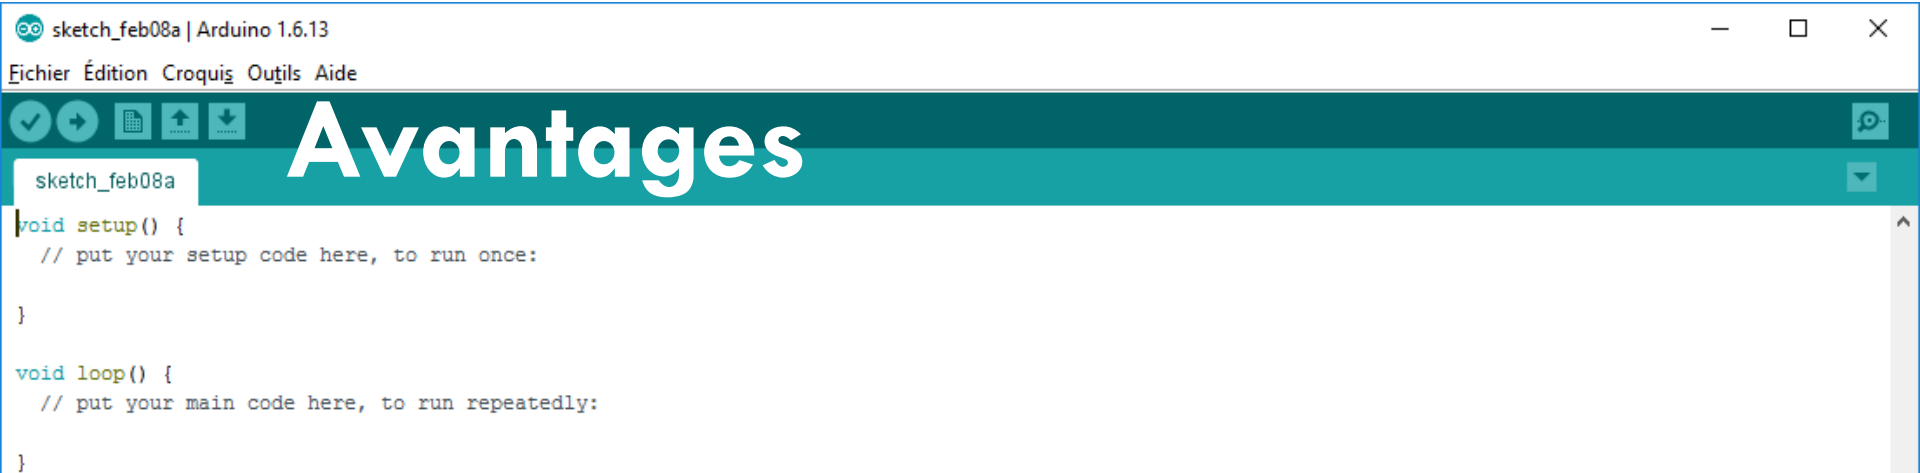 sketch_feb08a | Arduino 1.6.13
Fichier Édition Croquis Outils Aide
Avantages
sketch_feb08a
void setup() {
  // put your setup code here, to run once:
}
void loop() {
  // put your main code here, to run repeatedly:
}